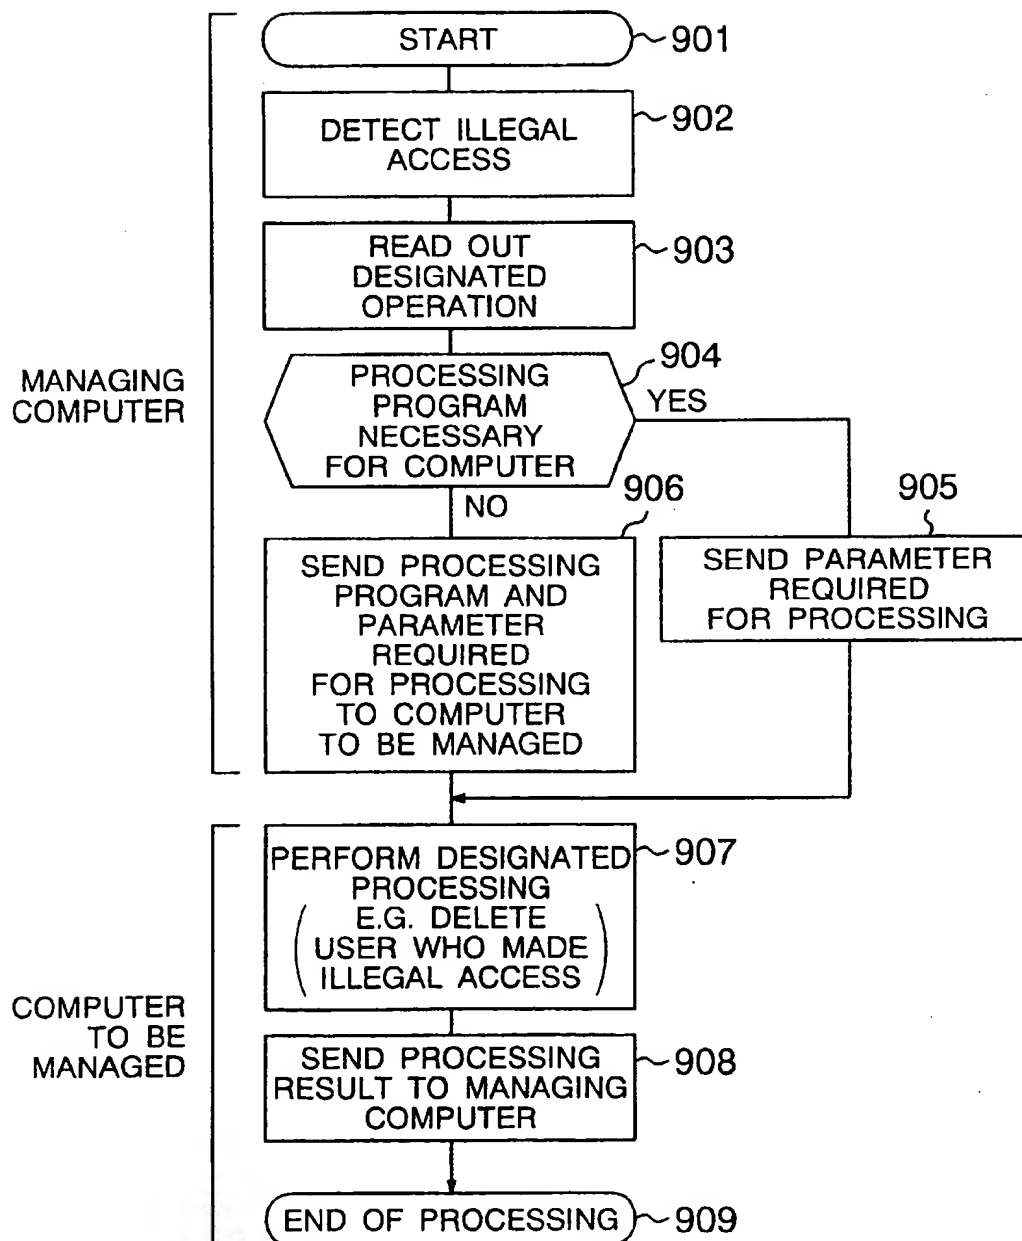 START
901
DETECT ILLEGAL
ACCESS
902
READ OUT
DESIGNATED
OPERATION
903
MANAGING
COMPUTER
PROCESSING
PROGRAM
NECESSARY
FOR COMPUTER
904
YES
NO
906
SEND PROCESSING
PROGRAM AND
PARAMETER
REQUIRED
FOR PROCESSING
TO COMPUTER
TO BE MANAGED
905
SEND PARAMETER
REQUIRED
FOR PROCESSING
COMPUTER
TO BE
MANAGED
PERFORM DESIGNATED
PROCESSING
E.G. DELETE
USER WHO MADE
ILLEGAL ACCESS
907
SEND PROCESSING
RESULT TO MANAGING
COMPUTER
908
END OF PROCESSING
909